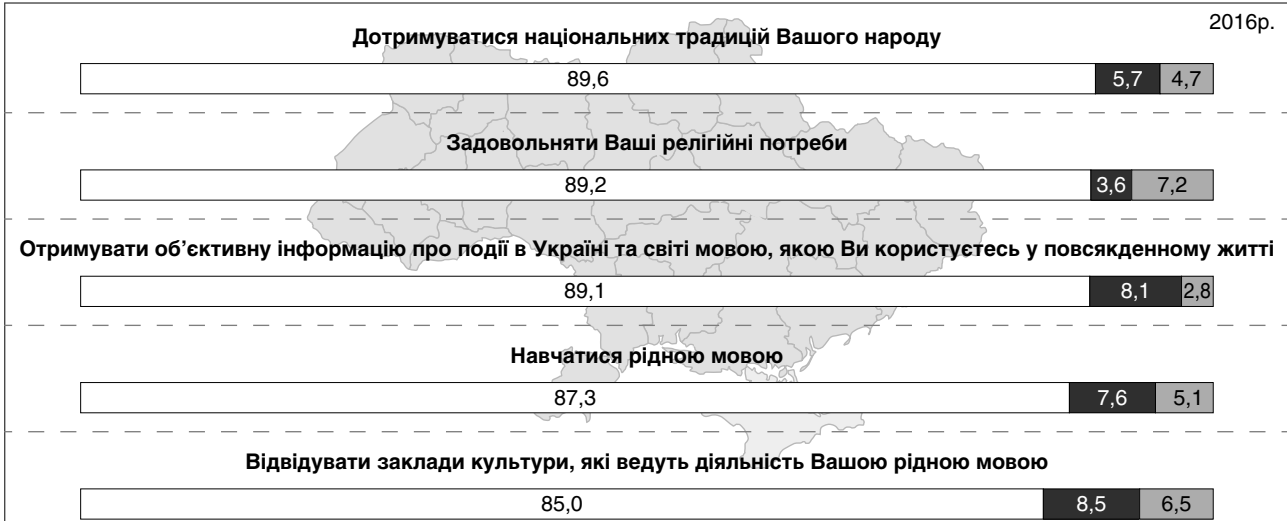 2016р.
Дотримуватися національних традицій Вашого народу
89,6 5,7 4,7
Задовольняти Ваші релігійні потреби
89,2 3,6 7,2
Отримувати об’єктивну інформацію про події в Україні та світі мовою, якою Ви користуєтесь у повсякденному житті
89,1 8,1 2,8
Навчатися рідною мовою
87,3 7,6 5,1
Відвідувати заклади культури, які ведуть діяльність Вашою рідною мовою
85,0 8,5 6,5